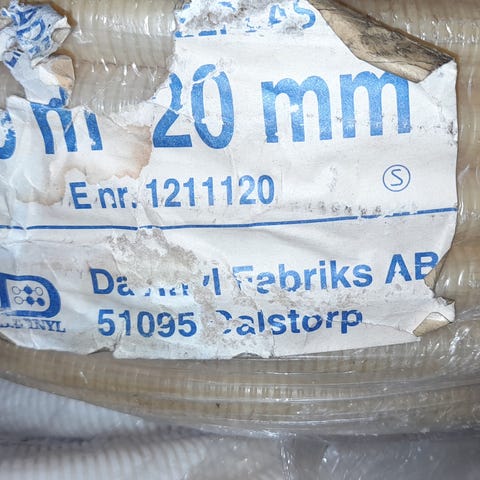 m 20 mm
E nr. 1211120 S
Fabriks AB
51095 Dalstorp